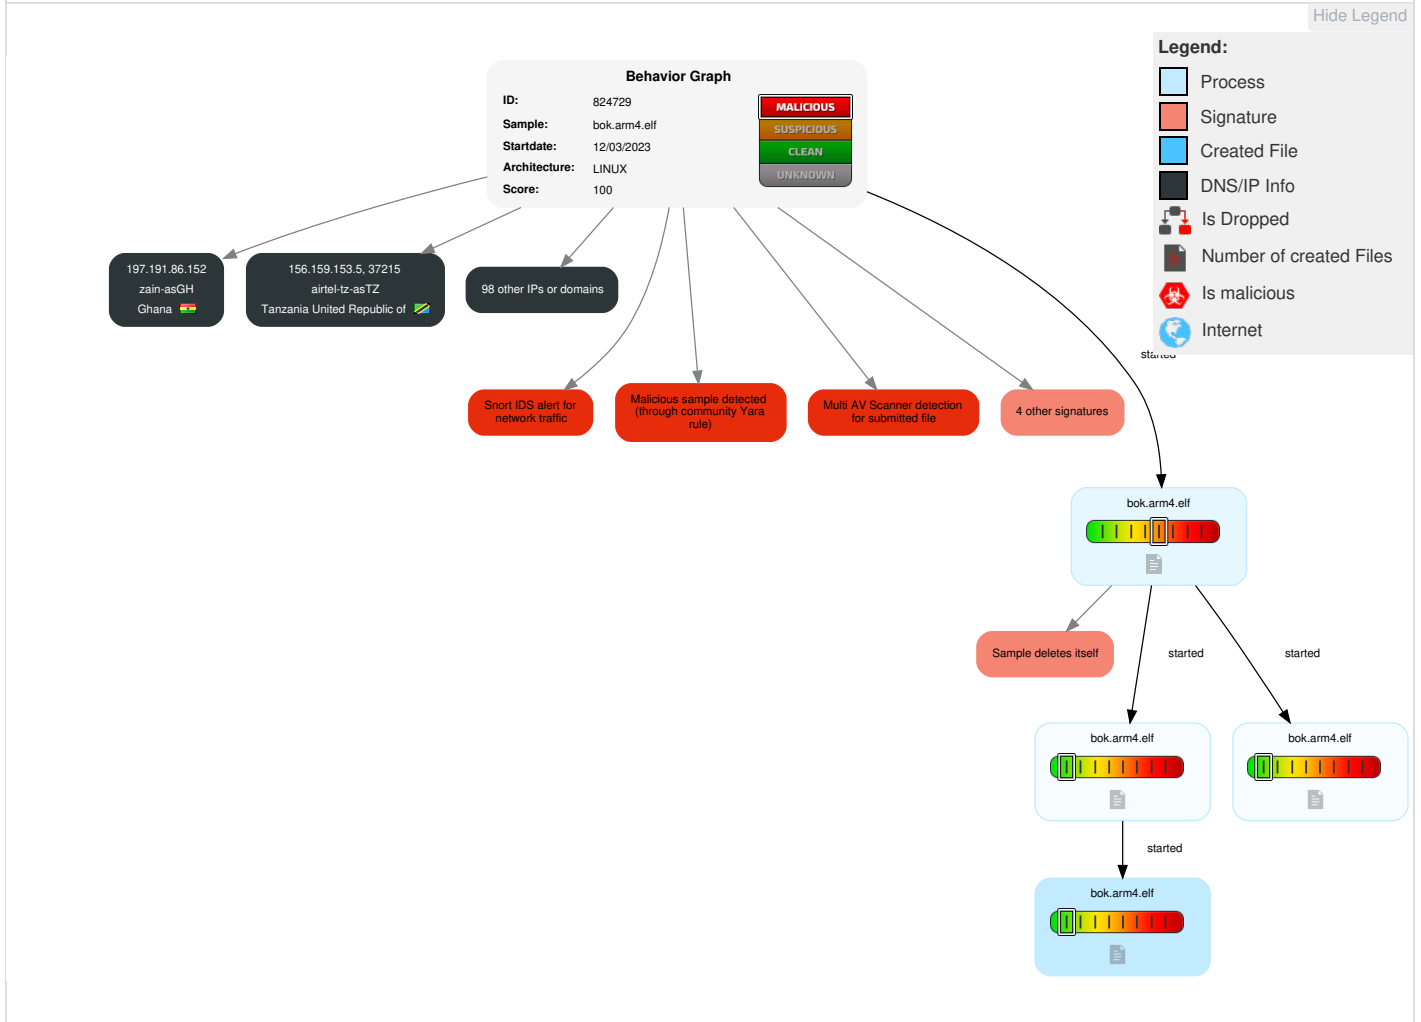 Hide Legend
Legend:
Process
Signature
Created File
DNS/IP Info
Is Dropped
Number of created Files
Is malicious
Internet
Behavior Graph
ID: 824729
Sample: bok.arm4.elf
Startdate: 12/03/2023
Architecture: LINUX
Score: 100
MALICIOUS
SUSPICIOUS
CLEAN
UNKNOWN
197.191.86.152
zain-asGH
Ghana
156.159.153.5, 37215
airtel-tz-asTZ
Tanzania United Republic of
98 other IPs or domains
started
Snort IDS alert for
network traffic
Malicious sample detected
(through community Yara
rule)
Multi AV Scanner detection
for submitted file
4 other signatures
bok.arm4.elf
Sample deletes itself
started
started
bok.arm4.elf
bok.arm4.elf
started
bok.arm4.elf